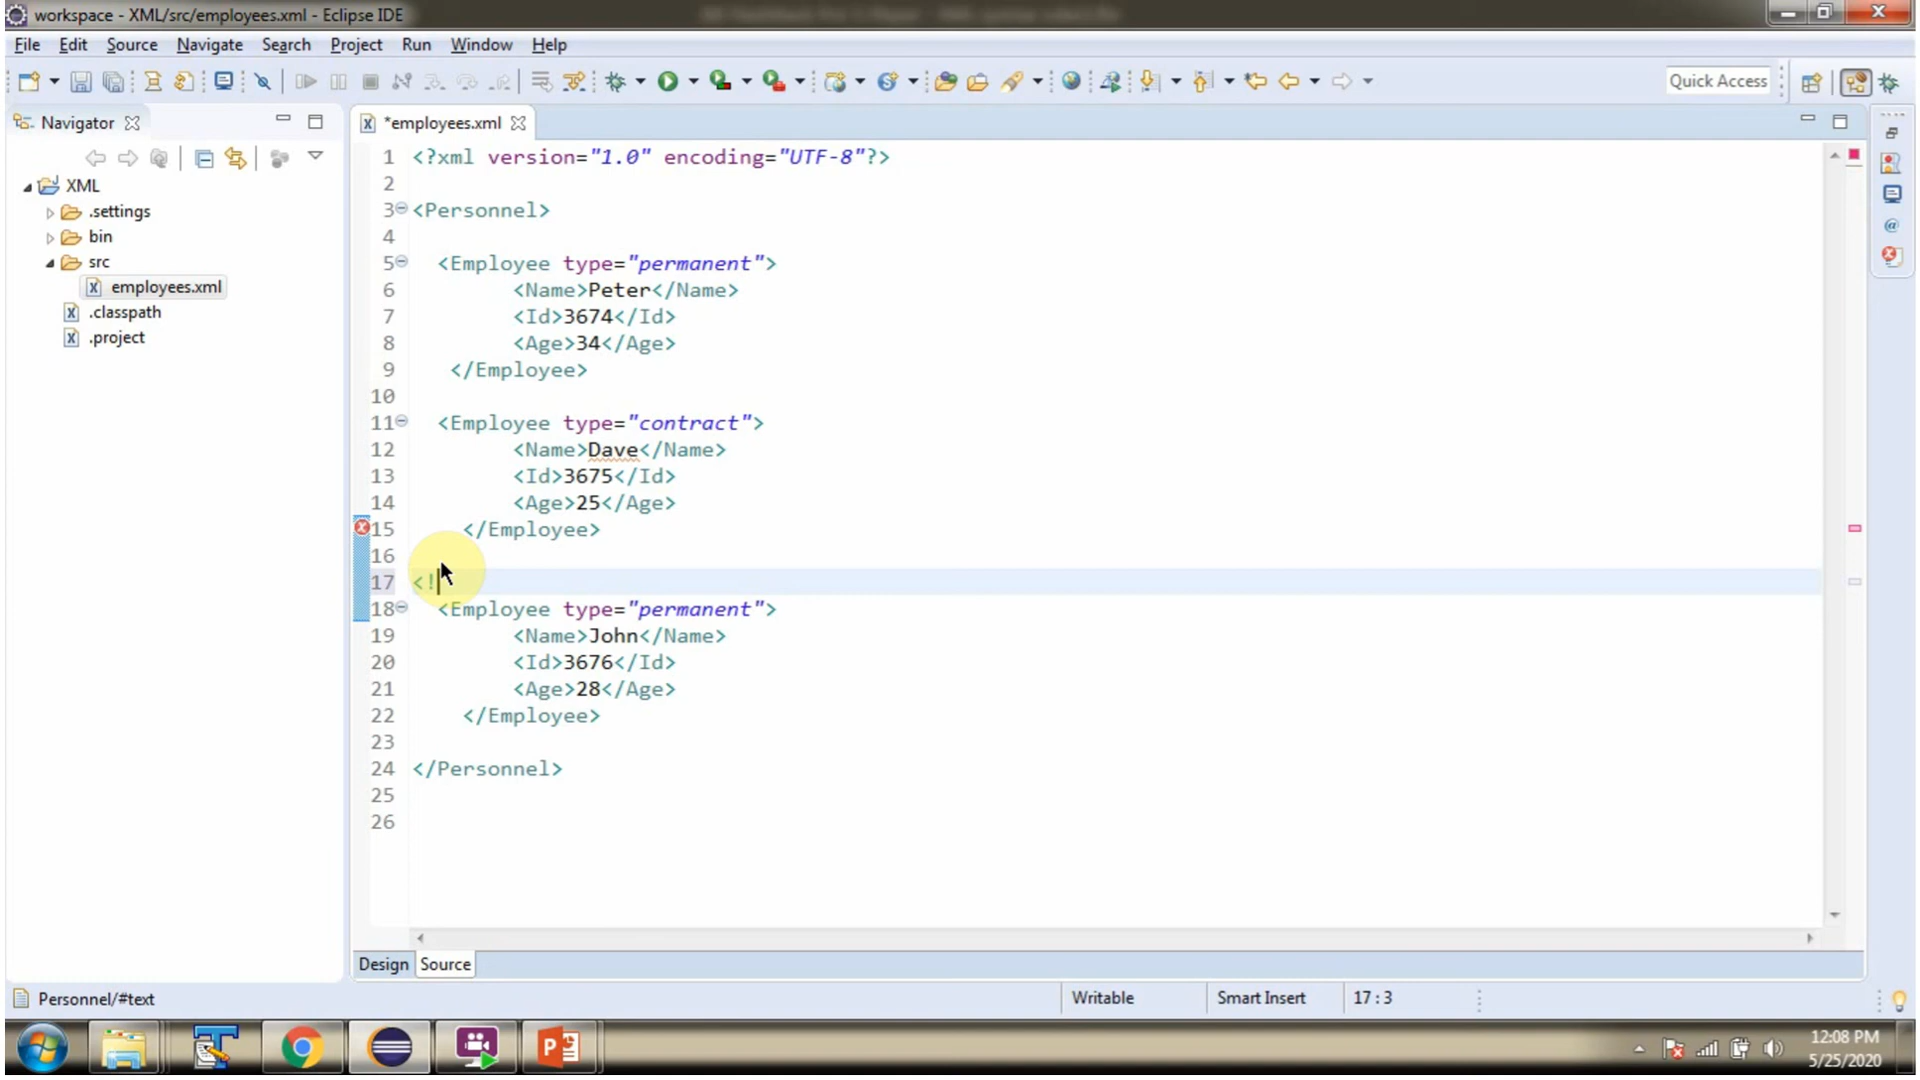 workspace - XML/src/employees.xml - Eclipse IDE
File Edit Source Navigate Search Project Run Window Help
Quick Access
Navigator
*employees.xml
XML
.settings
bin
src
employees.xml
.classpath
.project
1 <?xml version="1.0" encoding="UTF-8"?>
2
3 <Personnel>
4
5 <Employee type="permanent">
6 <Name>Peter</Name>
7 <Id>3674</Id>
8 <Age>34</Age>
9 </Employee>
10
11 <Employee type="contract">
12 <Name>Dave</Name>
13 <Id>3675</Id>
14 <Age>25</Age>
15 </Employee>
16
17 <!
18 <Employee type="permanent">
19 <Name>John</Name>
20 <Id>3676</Id>
21 <Age>28</Age>
22 </Employee>
23
24 </Personnel>
25
26
Design Source
Personnel/#text
Writable
Smart Insert
17 : 3
12:08 PM
5/25/2020